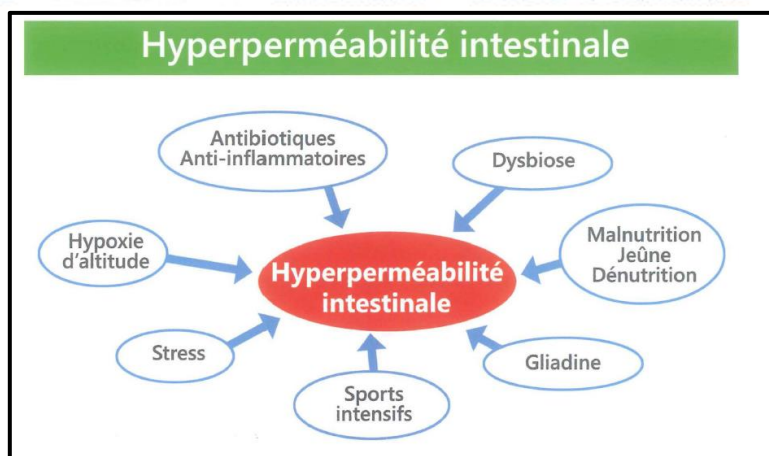 Hyperperméabilité intestinale
Antibiotiques
Anti-inflammatoires
Dysbiose
Hypoxie
d'altitude
Malnutrition
Jeûne
Dénutrition
Hyperperméabilité
intestinale
Stress
Gliadine
Sports
intensifs